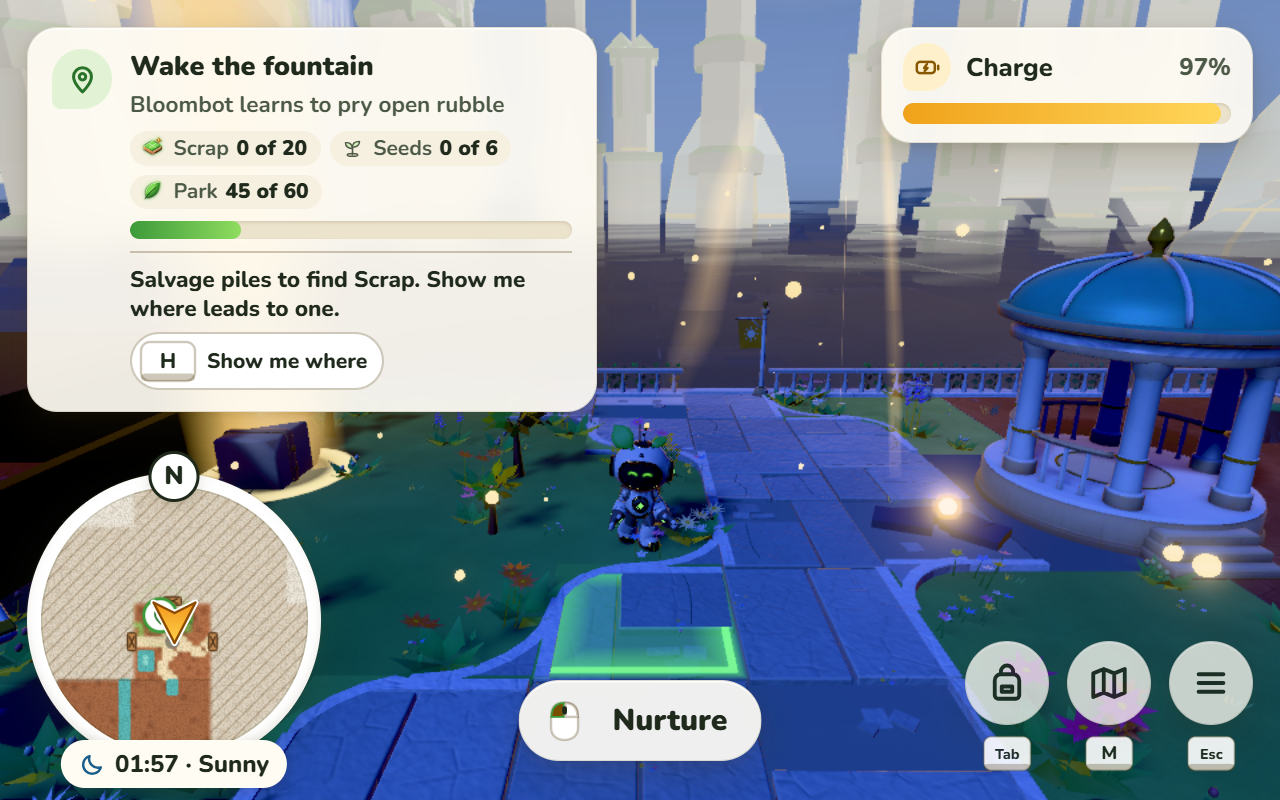 Wake the fountain
Bloombot learns to pry open rubble
Scrap 0 of 20
Seeds 0 of 6
Park 45 of 60
Salvage piles to find Scrap. Show me
where leads to one.
H Show me where
Charge 97%
N
01:57 · Sunny
Nurture
Tab
M
Esc